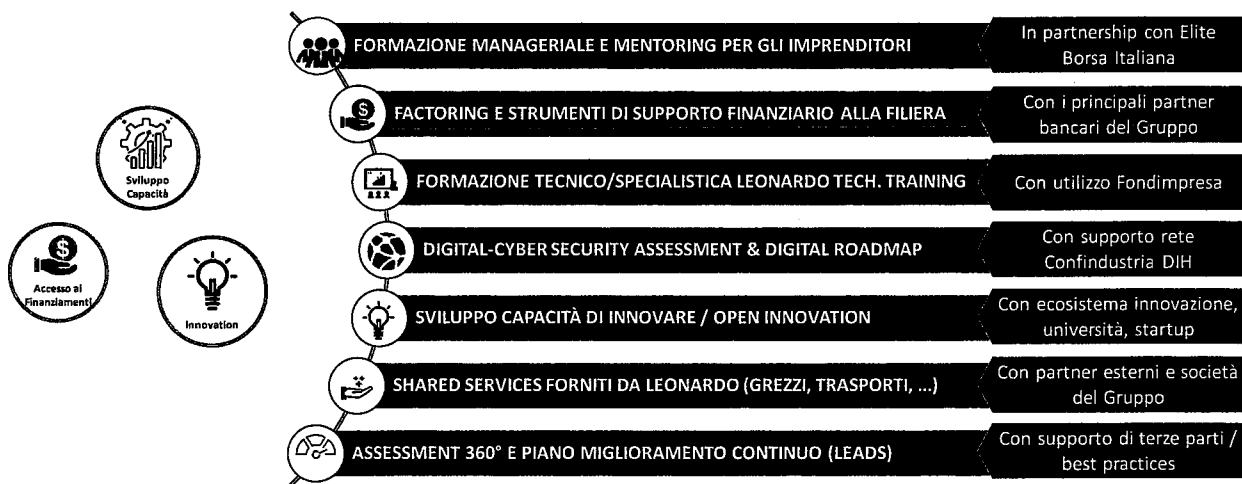 Sviluppo
Capacità
Accesso ai
Finanziamenti
Innovation
FORMAZIONE MANAGERIALE E MENTORING PER GLI IMPRENDITORI
In partnership con Elite
Borsa Italiana
FACTORING E STRUMENTI DI SUPPORTO FINANZIARIO ALLA FILIERA
Con i principali partner
bancari del Gruppo
FORMAZIONE TECNICO/SPECIALISTICA LEONARDO TECH. TRAINING
Con utilizzo Fondimpresa
DIGITAL-CYBER SECURITY ASSESSMENT & DIGITAL ROADMAP
Con supporto rete
Confindustria DIH
SVILUPPO CAPACITÀ DI INNOVARE / OPEN INNOVATION
Con ecosistema innovazione,
università, startup
SHARED SERVICES FORNITI DA LEONARDO (GREZZI, TRASPORTI, ...)
Con partner esterni e società
del Gruppo
ASSESSMENT 360° E PIANO MIGLIORAMENTO CONTINUO (LEADS)
Con supporto di terze parti /
best practices